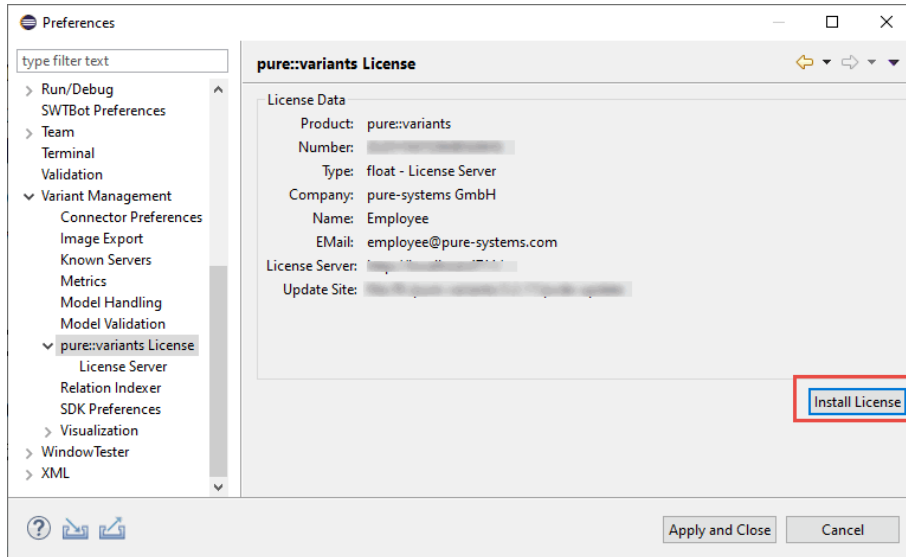 Preferences
type filter text
Run/Debug
SWTBot Preferences
Team
Terminal
Validation
Variant Management
Connector Preferences
Image Export
Known Servers
Metrics
Model Handling
Model Validation
pure::variants License
License Server
Relation Indexer
SDK Preferences
Visualization
WindowTester
XML
pure::variants License
License Data
Product: pure::variants
Number:
Type: float - License Server
Company: pure-systems GmbH
Name: Employee
EMail: employee@pure-systems.com
License Server:
Update Site:
Install License
Apply and Close
Cancel